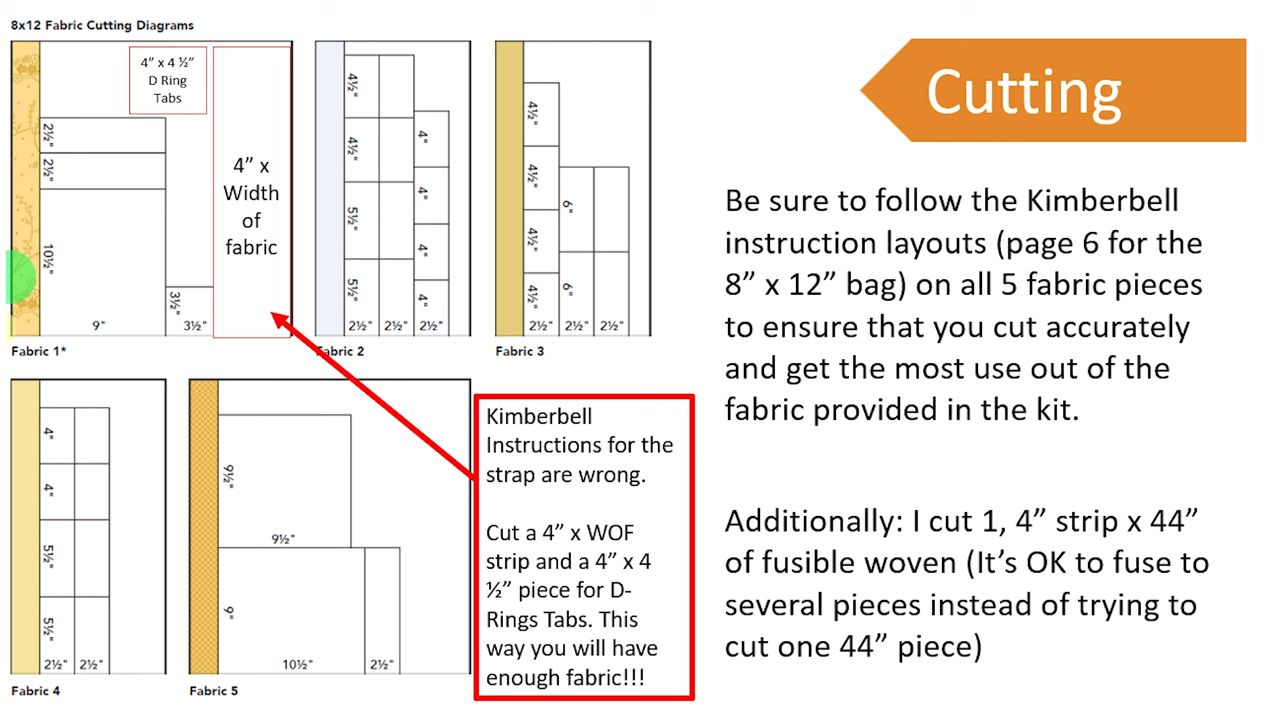 8x12 Fabric Cutting Diagrams
4” x 4 ½”
D Ring
Tabs
2½"
2½"
10½"
9"
3½"
3½"
4” x
Width
of
fabric
Fabric 1*
4½"
4½"
5½"
5½"
4"
4"
4"
4"
2½"
2½"
2½"
Fabric 2
4½"
4½"
4½"
4½"
6"
6"
2½"
2½"
2½"
Fabric 3
4"
4"
5½"
5½"
2½"
2½"
Fabric 4
9½"
9½"
9"
10½"
2½"
Fabric 5
Kimberbell
Instructions for the
strap are wrong.
Cut a 4” x WOF
strip and a 4” x 4
½” piece for D-
Rings Tabs. This
way you will have
enough fabric!!!
Cutting
Be sure to follow the Kimberbell
instruction layouts (page 6 for the
8” x 12” bag) on all 5 fabric pieces
to ensure that you cut accurately
and get the most use out of the
fabric provided in the kit.
Additionally: I cut 1, 4” strip x 44”
of fusible woven (It’s OK to fuse to
several pieces instead of trying to
cut one 44” piece)